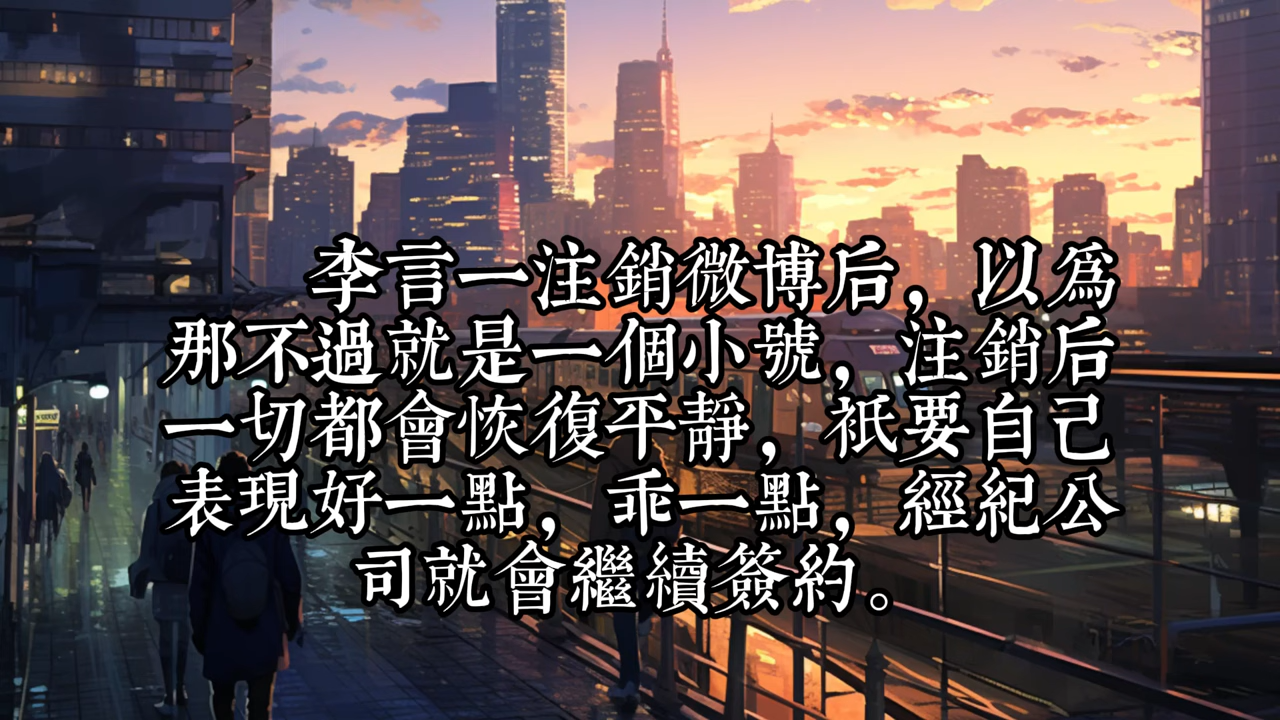 李言一注銷微博后，以爲
那不過就是一個小號，注銷后
一切都會恢復平靜，祇要自己
表現好一點，乖一點，經紀公
司就會繼續簽約。